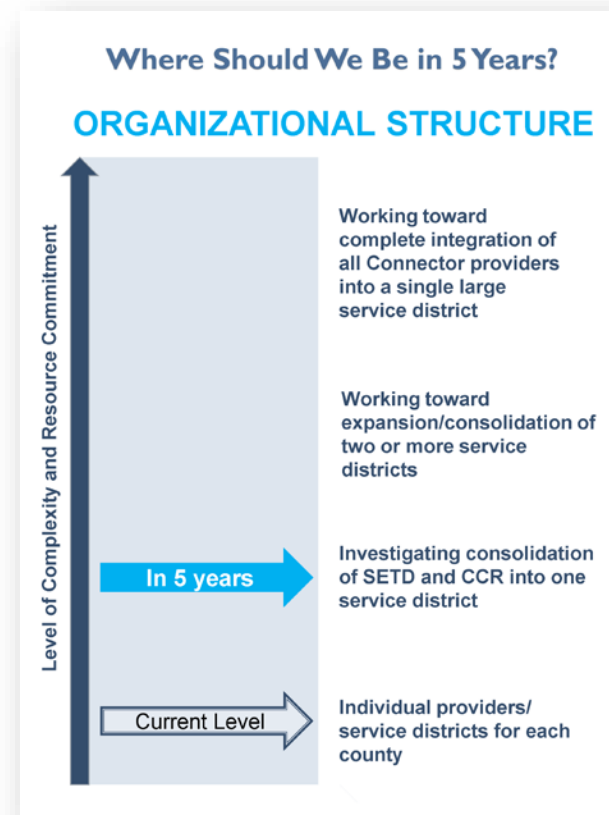 Where Should We Be in 5 Years?
ORGANIZATIONAL STRUCTURE
Level of Complexity and Resource Commitment
Working toward
complete integration of
all Connector providers
into a single large
service district
Working toward
expansion/consolidation of
two or more service
districts
In 5 years
Investigating consolidation
of SETD and CCR into one
service district
Current Level
Individual providers/
service districts for each
county